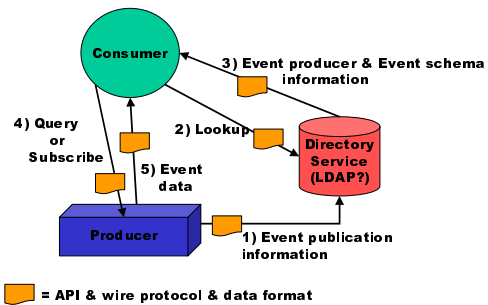 Consumer
3) Event producer & Event schema
information
4) Query
or
Subscribe
2) Lookup
Directory
Service
(LDAP?)
5) Event
data
Producer
1) Event publication
information
= API & wire protocol & data format